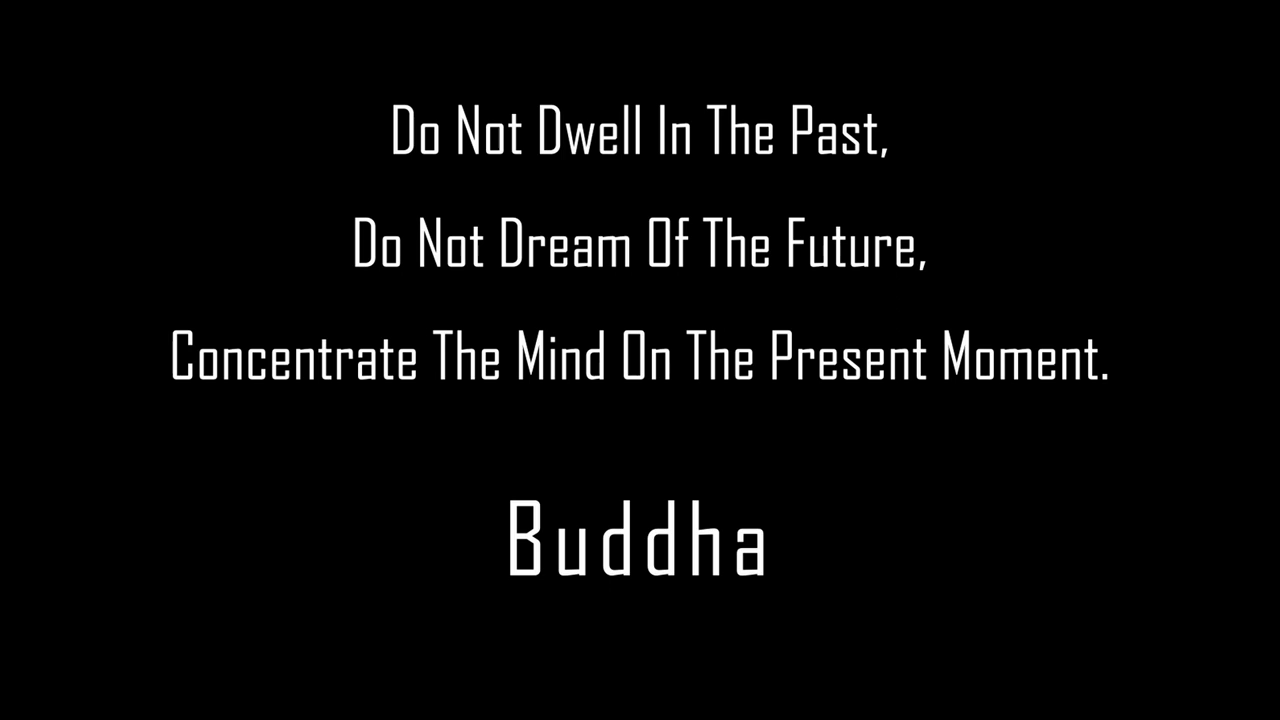 Do Not Dwell In The Past,
Do Not Dream Of The Future,
Concentrate The Mind On The Present Moment.
Buddha